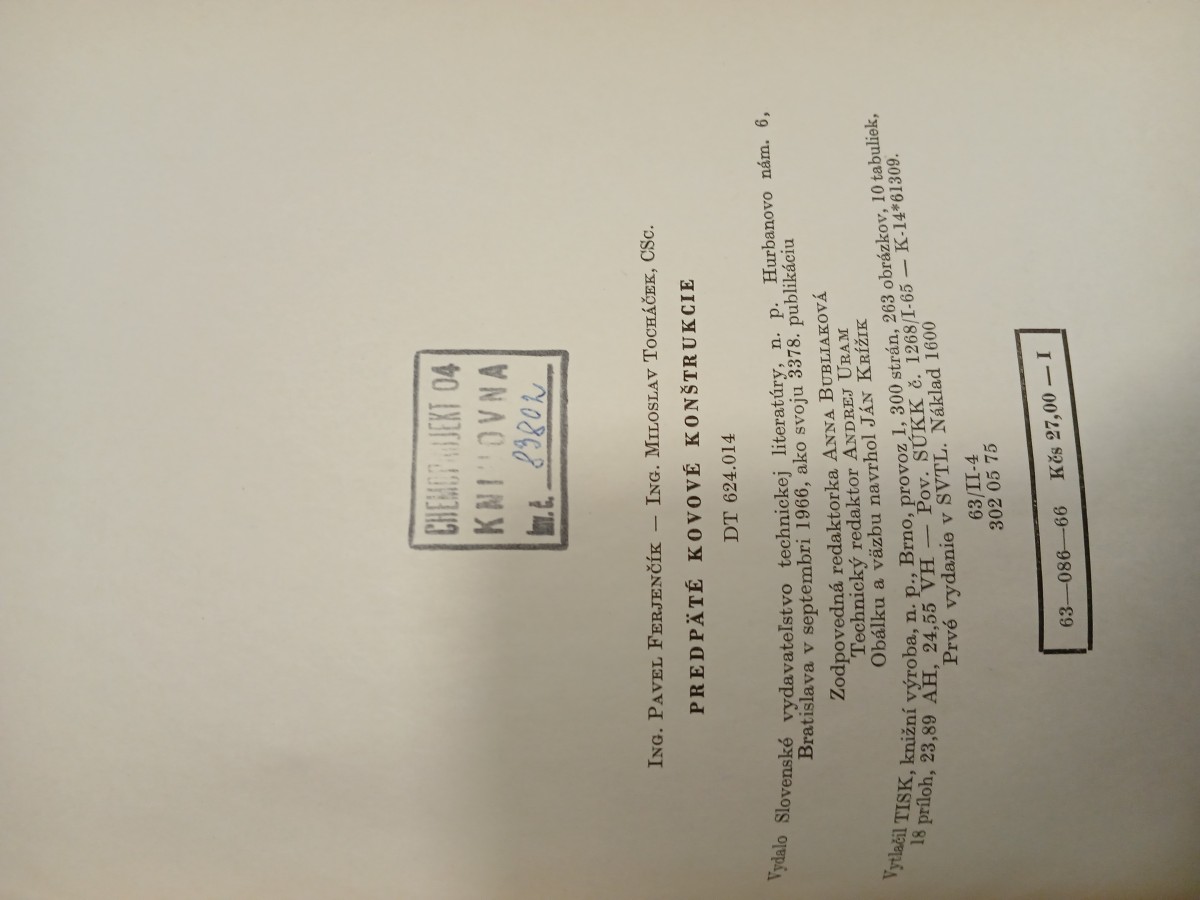 CHEMOPROJEKT 04
KNIHOVNA
Inv. č. 83802
ING. PAVEL FERJENČÍK — ING. MILOSLAV TOCHÁČEK, CSc.
PREDPÄTÉ KOVOVÉ KONŠTRUKCIE
DT 624.014
Vydalo Slovenské vydavateľstvo technickej literatúry, n. p. Hurbanovo nám. 6,
Bratislava v septembri 1966, ako svoju 3378. publikáciu
Zodpovedná redaktorka ANNA BUBLIAKOVÁ
Technický redaktor ANDREJ URAM
Obálku a väzbu navrhol JÁN KRÍŽIK
Vytlačil TISK, knižní výroba, n. p., Brno, provoz 1, 300 strán, 263 obrázkov, 10 tabuliek,
18 príloh, 23,89 AH, 24,55 VH — Pov. SÚKK č. 1268/I-65 — K-14*61309.
Prvé vydanie v SVTL. Náklad 1600
63/II-4
302 05 75
63—086—66 Kčs 27,00 — I